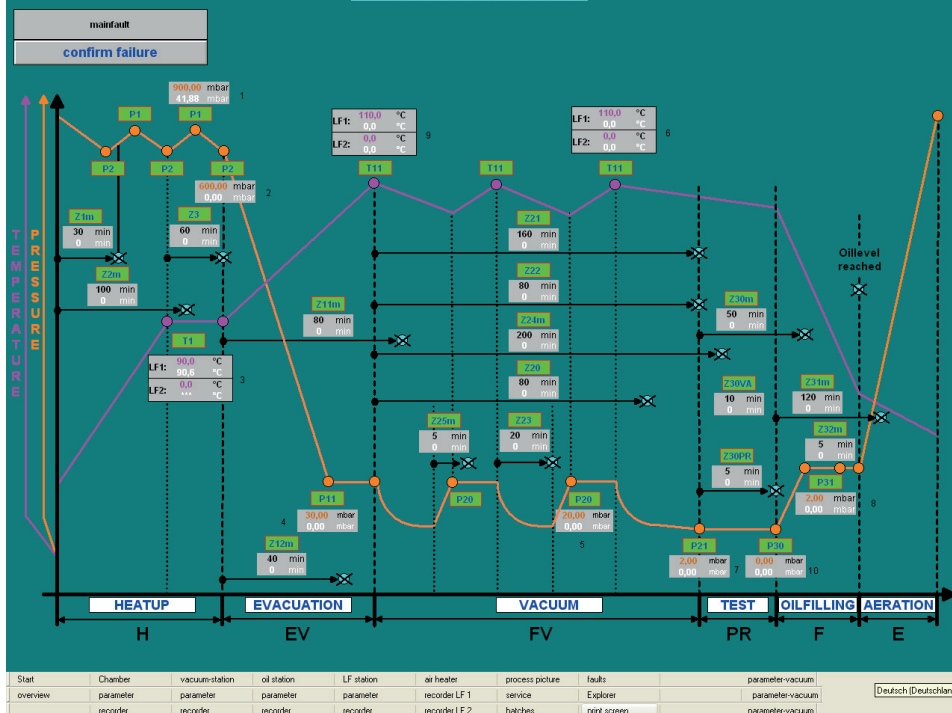 mainfault
confirm failure
900,00 mbar
41,88 mbar
1
P1
P1
P2
P2
P2
600,00 mbar
0,00 mbar
2
LF1: 110,0 °C
0,0 °C
LF2: 0,0 °C
0,0 °C
9
LF1: 110,0 °C
0,0 °C
LF2: 0,0 °C
0,0 °C
6
T11
T11
T11
TEMPERATURE
PRESSURE
Z1m
30 min
0 min
Z3
60 min
0 min
Z2m
100 min
0 min
Z21
160 min
0 min
Oillevel
reached
Z22
80 min
0 min
Z11m
80 min
0 min
Z24m
200 min
0 min
Z30m
50 min
0 min
T1
LF1: 90,0 °C
90,6 °C
LF2: 0,0 °C
... °C
3
Z20
80 min
0 min
Z30VA
10 min
0 min
Z31m
120 min
0 min
Z25m
5 min
0 min
Z23
20 min
0 min
Z32m
5 min
0 min
Z30PR
5 min
0 min
P11
30,00 mbar
0,00 mbar
4
P20
P20
20,00 mbar
0,00 mbar
5
P31
2,00 mbar
0,00 mbar
8
Z12m
40 min
0 min
P21
2,00 mbar
0,00 mbar
7
P30
0,00 mbar
0,00 mbar
10
HEATUP EVACUATION VACUUM TEST OILFILLING AERATION
H EV FV PR F E
Start Chamber vacuum-station oil station LF station air heater process picture faults parameter-vacuum
overview parameter parameter parameter parameter recorder LF 1 service Explorer parameter-vacuum
recorder recorder recorder recorder recorder LF 2 batches print screen parameter-vacuum
Deutsch (Deutschlan